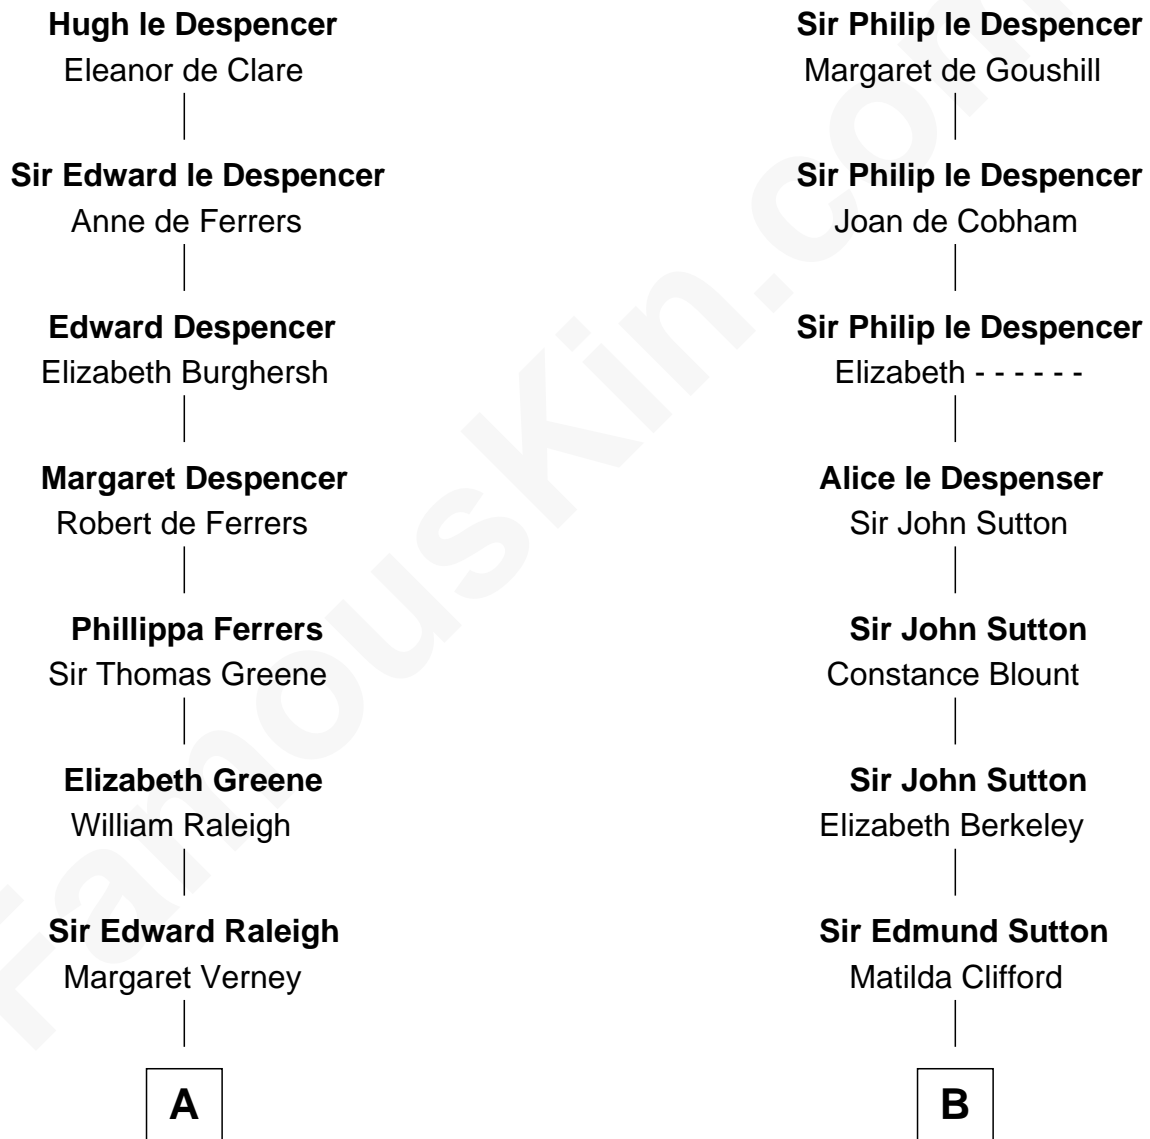 Hugh le Despencer
Eleanor de Clare
Sir Edward le Despencer
Anne de Ferrers
Edward Despencer
Elizabeth Burghersh
Margaret Despencer
Robert de Ferrers
Phillippa Ferrers
Sir Thomas Greene
Elizabeth Greene
William Raleigh
Sir Edward Raleigh
Margaret Verney
A
Sir Philip le Despencer
Margaret de Goushill
Sir Philip le Despencer
Joan de Cobham
Sir Philip le Despencer
Elizabeth - - - - - -
Alice le Despenser
Sir John Sutton
Sir John Sutton
Constance Blount
Sir John Sutton
Elizabeth Berkeley
Sir Edmund Sutton
Matilda Clifford
B
FamousKin.com